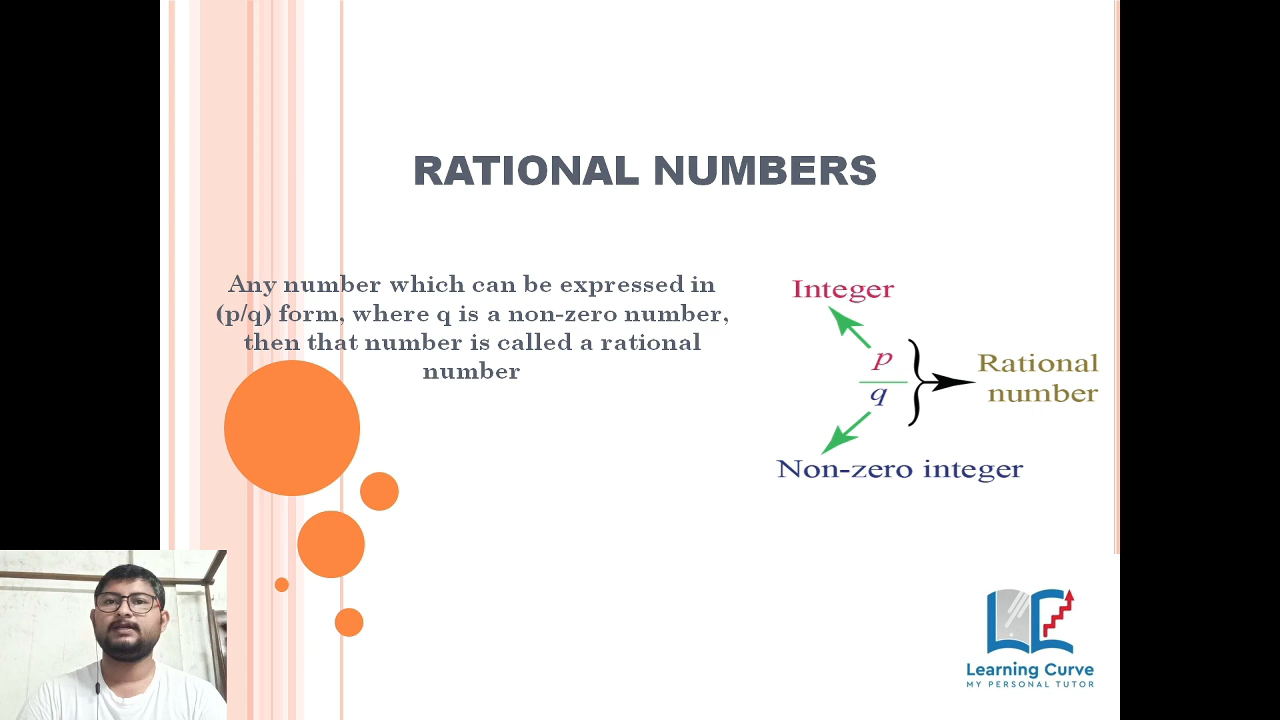 RATIONAL NUMBERS
Any number which can be expressed in
(p/q) form, where q is a non-zero number,
then that number is called a rational
number
Integer
p
q
Rational
number
Non-zero integer
Learning Curve
MY PERSONAL TUTOR